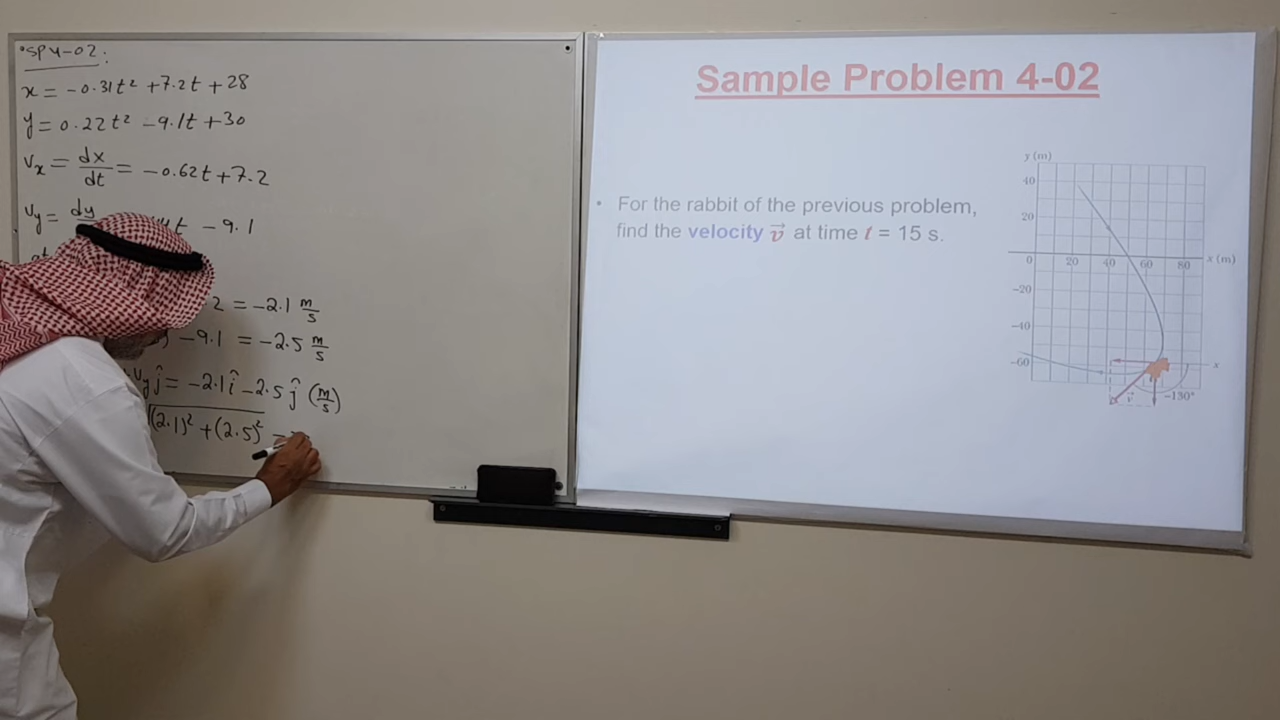 •SP4-02:
x = -0.31t² +7.2t +28
y = 0.22t² -9.1t +30
vₓ = dx/dt = -0.62t +7.2
v_y = dy t - 9.1
at
2 = -2.1 m/s
-9.1 = -2.5 m/s
v_y ĵ = -2.1 î -2.5 ĵ (m/s)
√(2.1)² + (2.5)² =
Sample Problem 4-02
• For the rabbit of the previous problem,
find the velocity v⃗ at time t = 15 s.
y (m)
40
20
0 20 40 60 80 x (m)
-20
-40
-60 x
v⃗ -130°